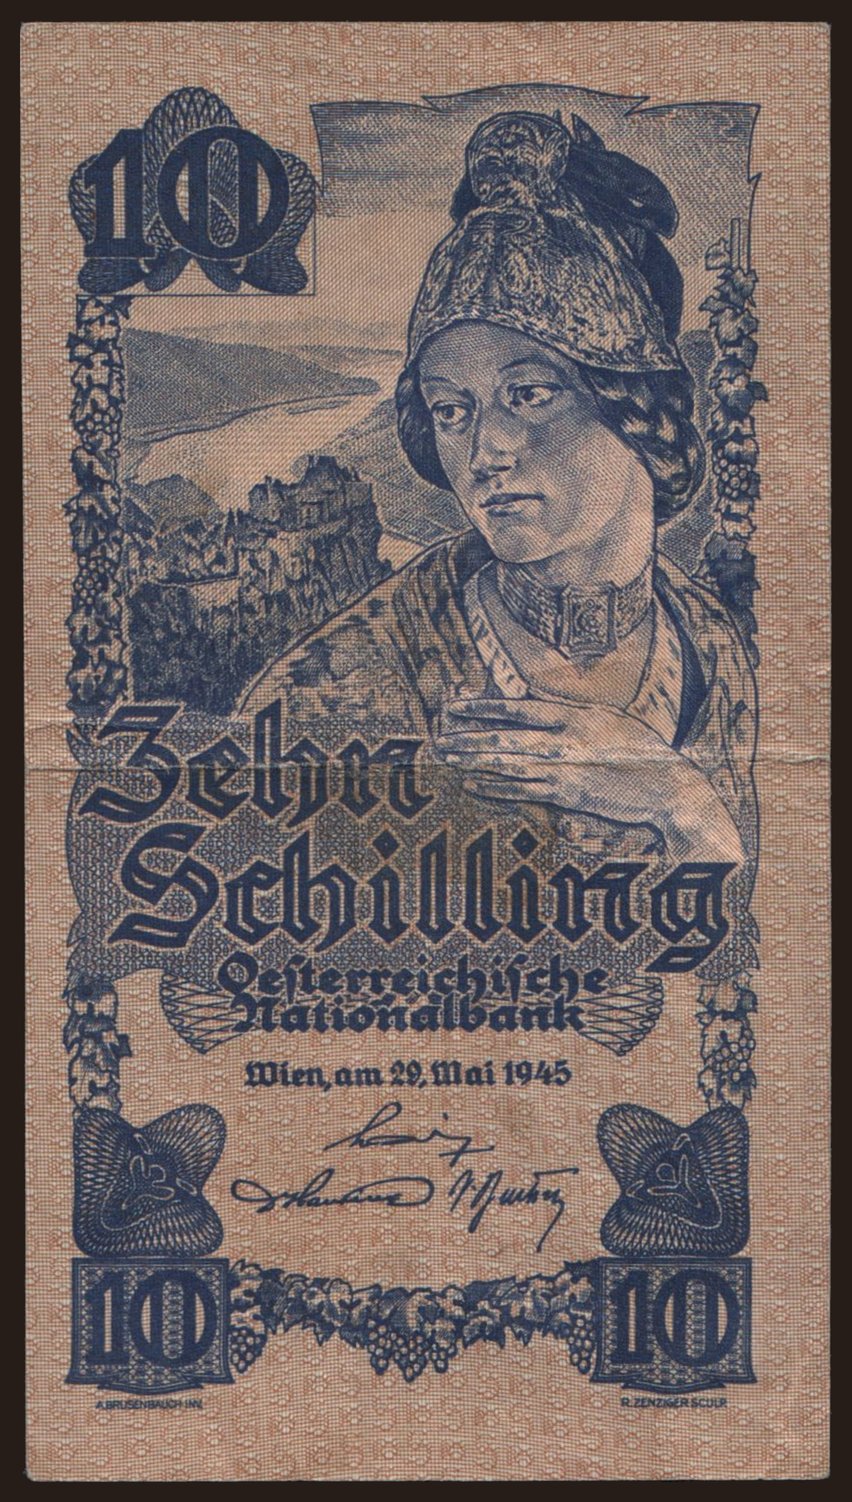 10
Zehn
Schilling
Oesterreichische
Nationalbank
Wien, am 29. Mai 1945
10
10
A.BRUSENBAUCH INV.
R.ZENZIGER SCULP.